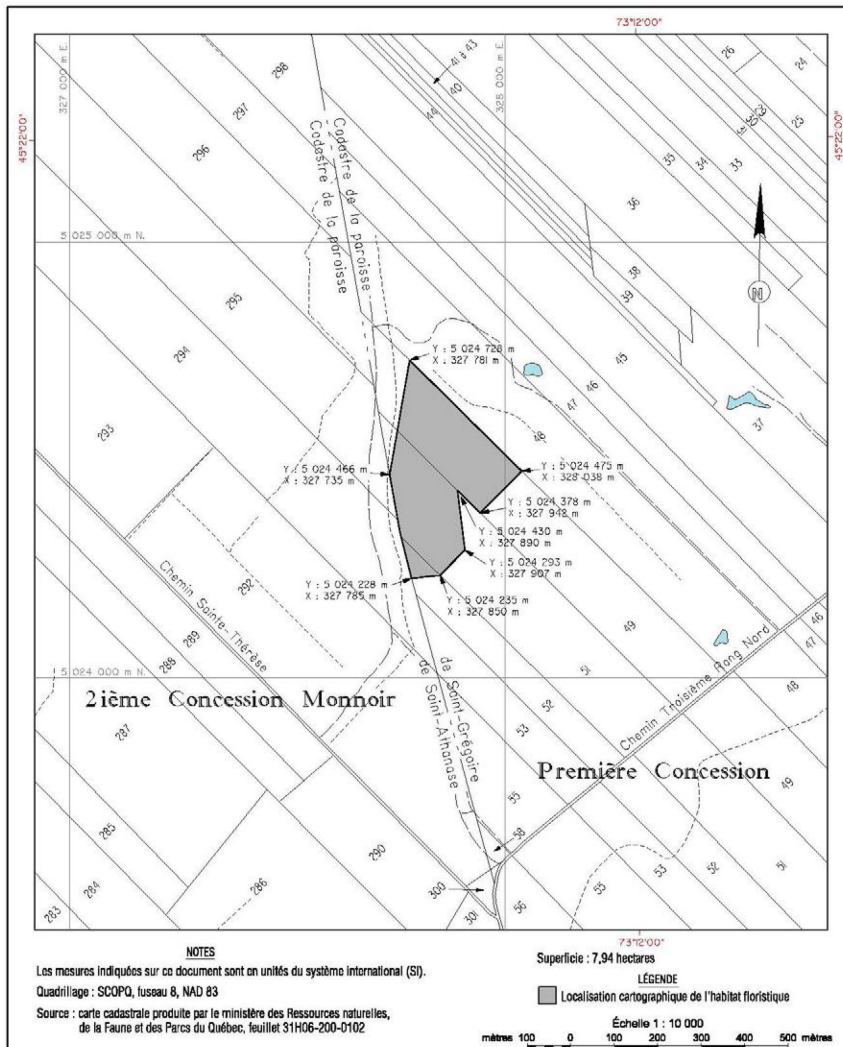 73°12'00"
327 000 m E
328 000 m E
45°22'00"
45°22'00"
298
297
296
295
294
293
41 à 43
40
44
26
24
25
35
34
33
36
38
39
45
46
47
48
37
Cadastre de la paroisse
Cadastre de la paroisse
5 025 000 m N.
N
Y : 5 024 728 m
X : 327 781 m
Y : 5 024 466 m
X : 327 735 m
Y : 5 024 475 m
X : 328 038 m
Y : 5 024 378 m
X : 327 942 m
Y : 5 024 430 m
X : 327 890 m
Y : 5 024 293 m
X : 327 907 m
Y : 5 024 228 m
X : 327 785 m
Y : 5 024 235 m
X : 327 850 m
292
Chemin Sainte-Thérèse
289
288
287
5 024 000 m N.
2ième Concession Monnoir
de Saint-Grégoire
de Saint-Athanase
49
51
52
53
55
Chemin Troisième Rang Nord
46
47
48
49
51
52
53
55
Première Concession
58
56
300
301
290
286
285
284
283
73°12'00"
NOTES
Les mesures indiquées sur ce document sont en unités du système international (SI).
Quadrillage : SCOPQ, fuseau 8, NAD 83
Source : carte cadastrale produite par le ministère des Ressources naturelles,
de la Faune et des Parcs du Québec, feuillet 31H06-200-0102
Superficie : 7,94 hectares
LÉGENDE
Localisation cartographique de l'habitat floristique
Échelle 1 : 10 000
mètres 100 0 100 200 300 400 500 mètres